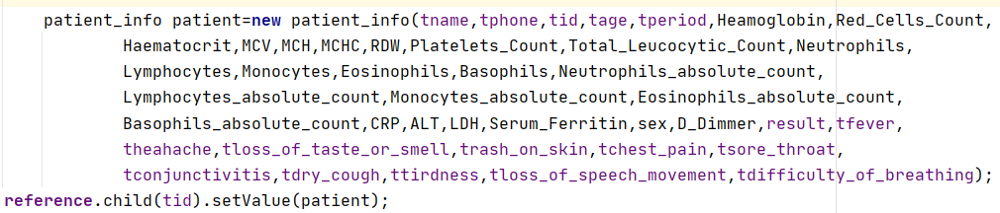 patient_info patient=new patient_info(tname,tphone,tid,tage,tperiod,Heamoglobin,Red_Cells_Count,
Haematocrit,MCV,MCH,MCHC,RDW,Platelets_Count,Total_Leucocytic_Count,Neutrophils,
Lymphocytes,Monocytes,Eosinophils,Basophils,Neutrophils_absolute_count,
Lymphocytes_absolute_count,Monocytes_absolute_count,Eosinophils_absolute_count,
Basophils_absolute_count,CRP,ALT,LDH,Serum_Ferritin,sex,D_Dimmer,result,tfever,
theahache,tloss_of_taste_or_smell,trash_on_skin,tchest_pain,tsore_throat,
tconjunctivitis,tdry_cough,ttirdness,tloss_of_speech_movement,tdifficulty_of_breathing);
reference.child(tid).setValue(patient);